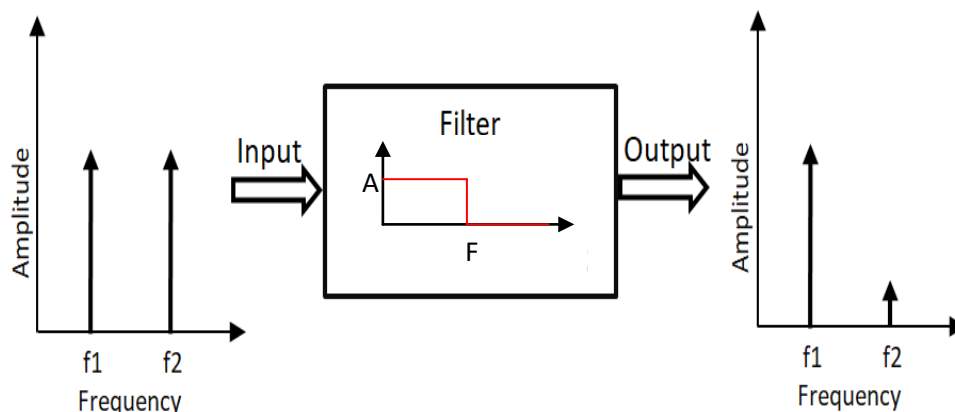 Amplitude
f1 f2
Frequency
Input
Filter
A
F
Output
Amplitude
f1 f2
Frequency